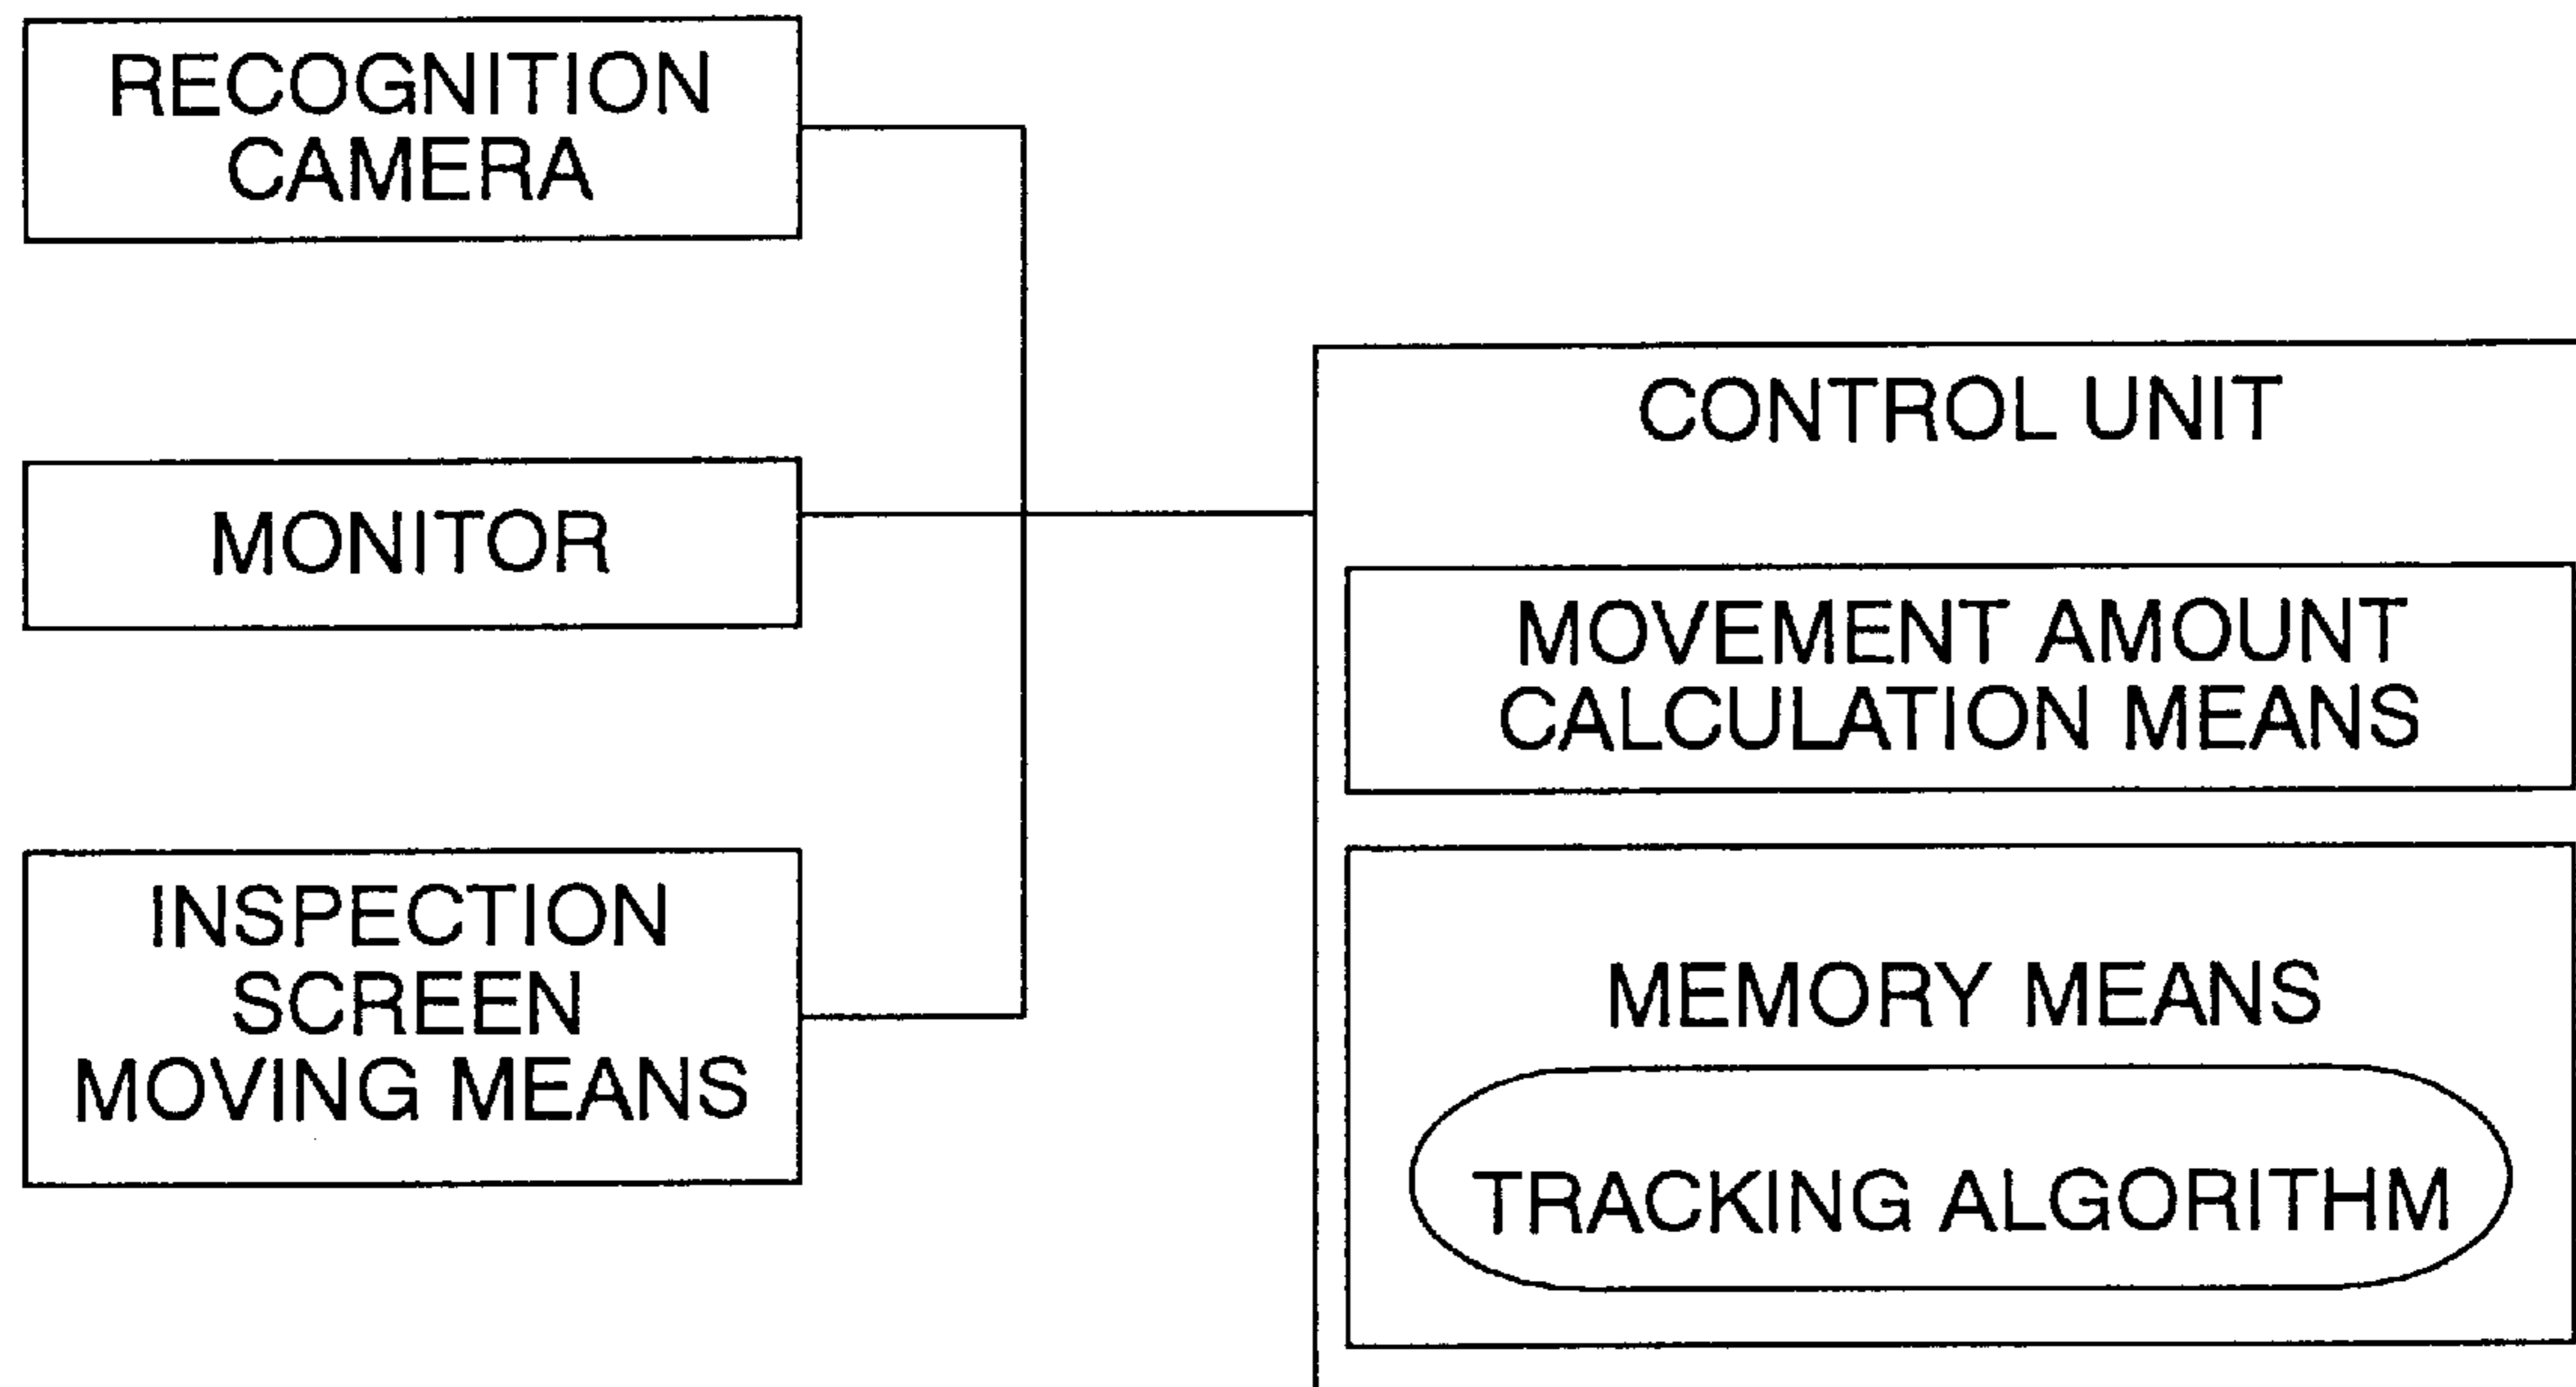 RECOGNITION
CAMERA
MONITOR
INSPECTION
SCREEN
MOVING MEANS
CONTROL UNIT
MOVEMENT AMOUNT
CALCULATION MEANS
MEMORY MEANS
TRACKING ALGORITHM